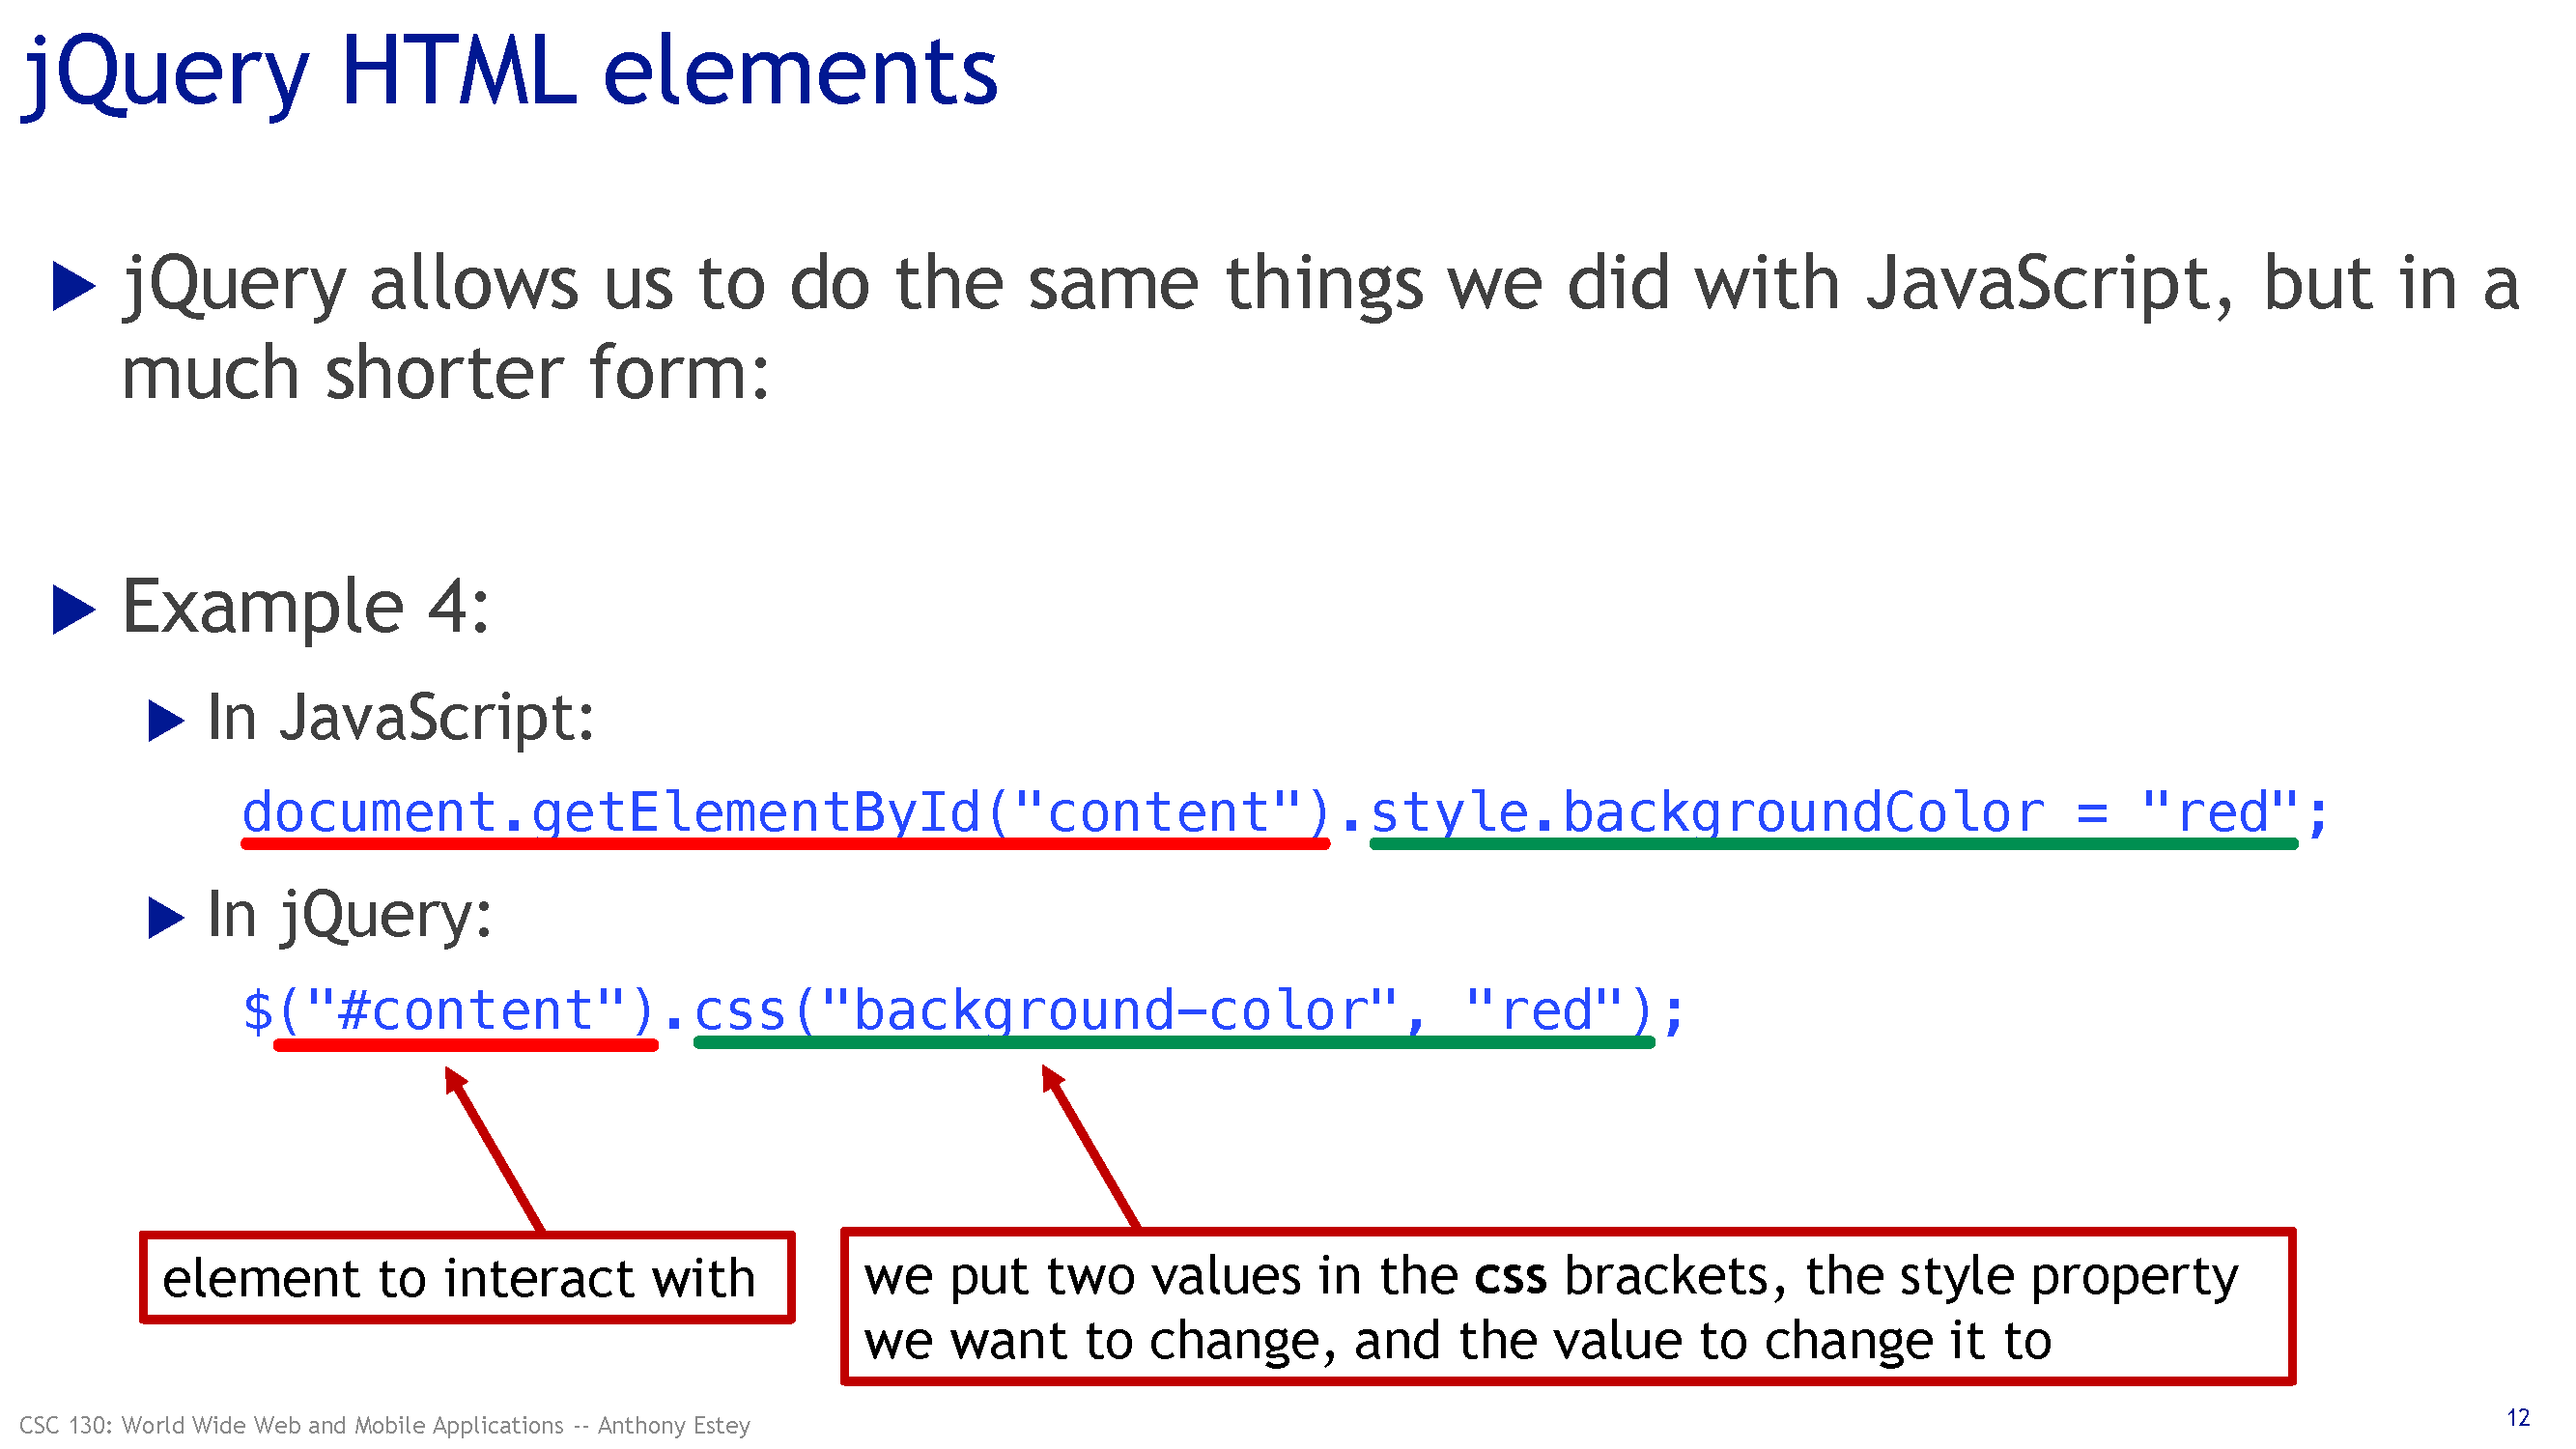 jQuery HTML elements
jQuery allows us to do the same things we did with JavaScript, but in a
much shorter form:
Example 4:
In JavaScript:
document.getElementById("content").style.backgroundColor = "red";
In jQuery:
$("#content").css("background-color", "red");
element to interact with
we put two values in the css brackets, the style property
we want to change, and the value to change it to
CSC 130: World Wide Web and Mobile Applications -- Anthony Estey
12